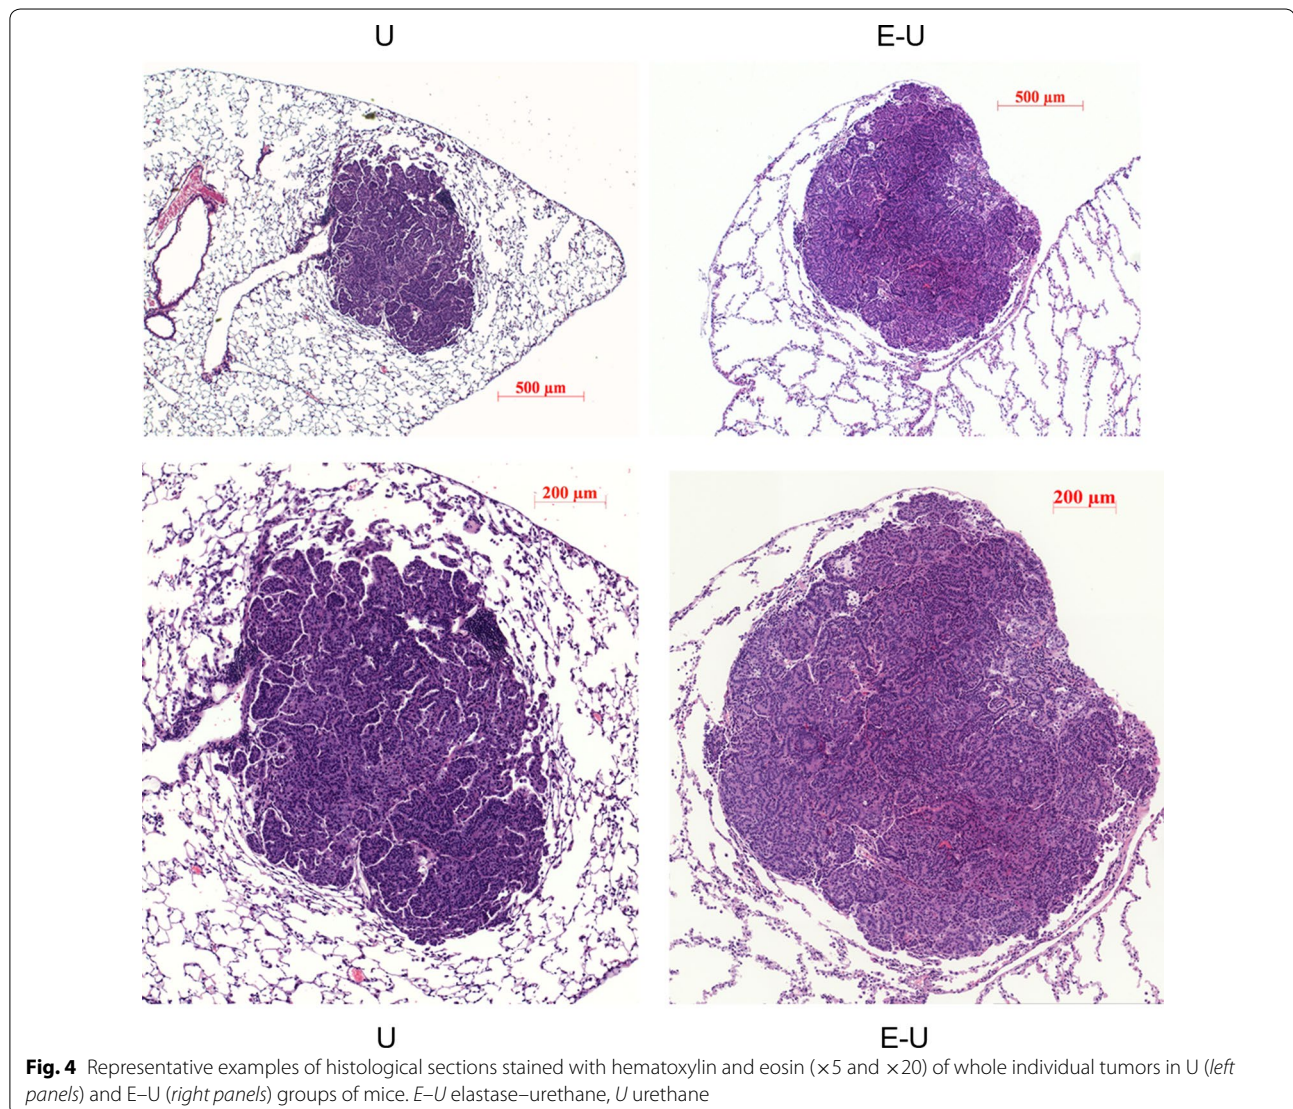 U
E-U
500 µm
500 µm
200 µm
200 µm
U
E-U
Fig. 4 Representative examples of histological sections stained with hematoxylin and eosin (×5 and ×20) of whole individual tumors in U (left
panels) and E–U (right panels) groups of mice. E–U elastase–urethane, U urethane